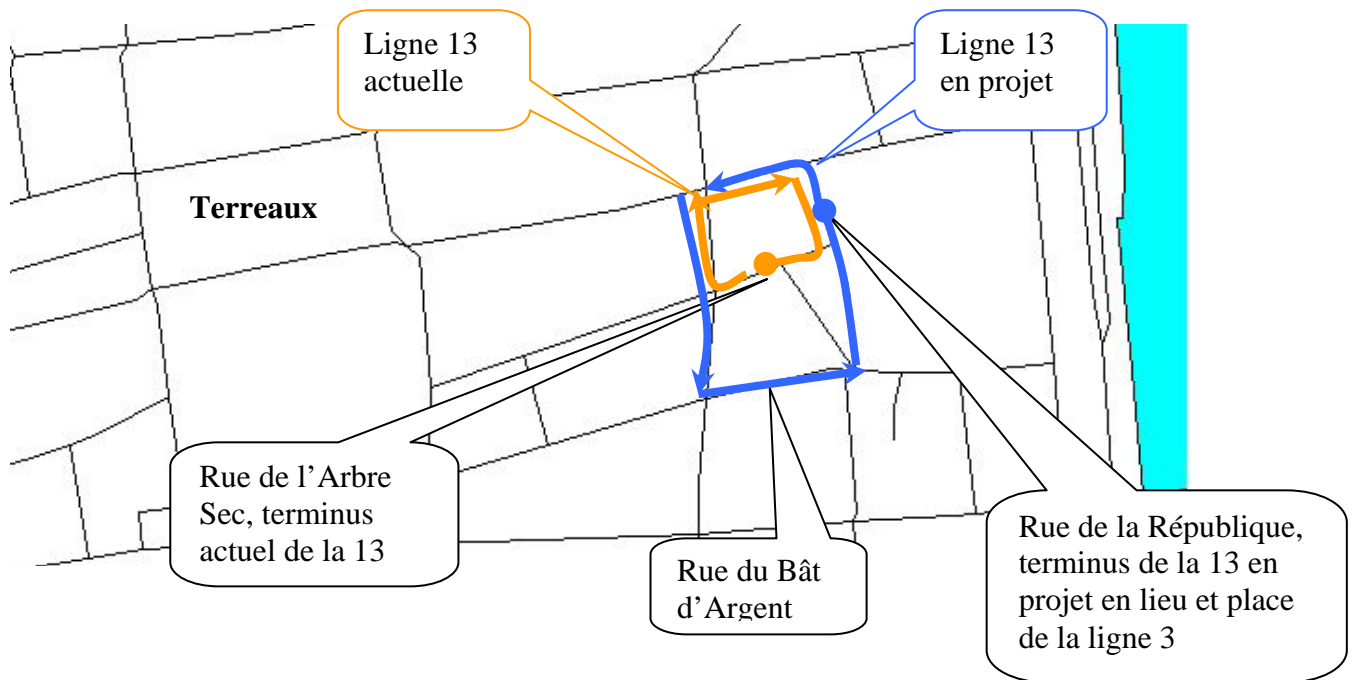 Ligne 13
actuelle
Ligne 13
en projet
Terreaux
Rue de l’Arbre
Sec, terminus
actuel de la 13
Rue du Bât
d’Argent
Rue de la République,
terminus de la 13 en
projet en lieu et place
de la ligne 3